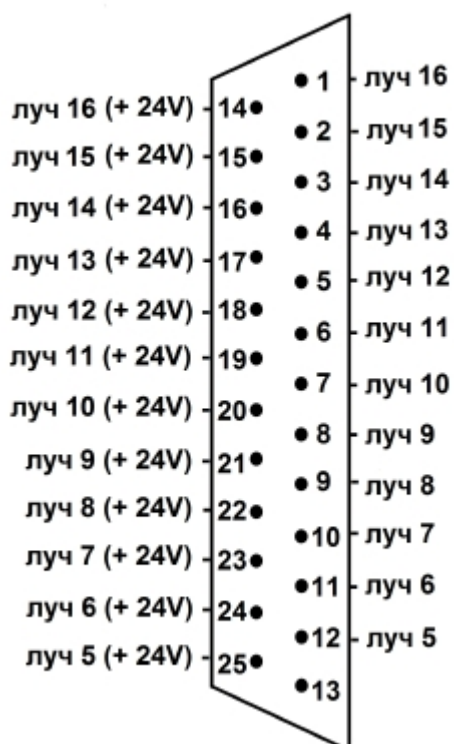 1 луч 16
луч 16 (+ 24V) 14
2 луч 15
луч 15 (+ 24V) 15
3 луч 14
луч 14 (+ 24V) 16
4 луч 13
луч 13 (+ 24V) 17
5 луч 12
луч 12 (+ 24V) 18
6 луч 11
луч 11 (+ 24V) 19
7 луч 10
луч 10 (+ 24V) 20
8 луч 9
луч 9 (+ 24V) 21
9 луч 8
луч 8 (+ 24V) 22
10 луч 7
луч 7 (+ 24V) 23
11 луч 6
луч 6 (+ 24V) 24
12 луч 5
луч 5 (+ 24V) 25
13